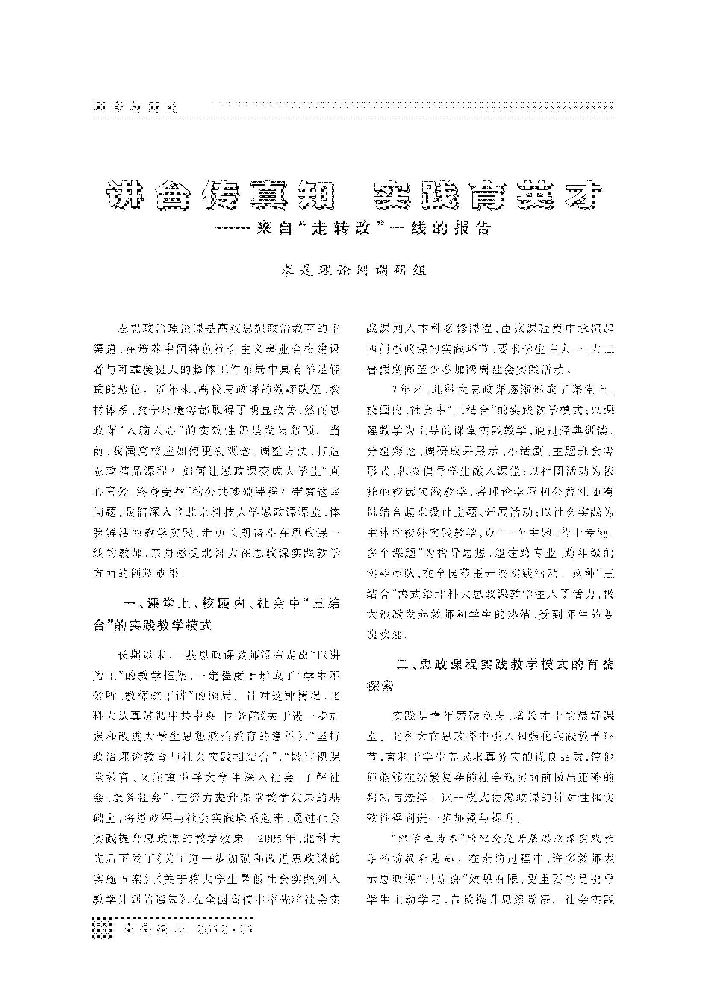 调查与研究
讲台传真知 实践育英才
——来自“走转改”一线的报告
求是理论网调研组
思想政治理论课是高校思想政治教育的主
渠道,在培养中国特色社会主义事业合格建设
者与可靠接班人的整体工作布局中具有举足轻
重的地位。近年来,高校思政课的教师队伍、教
材体系、教学环境等都取得了明显改善,然而思
政课“入脑入心”的实效性仍是发展瓶颈。当
前,我国高校应如何更新观念、调整方法,打造
思政精品课程? 如何让思政课变成大学生“真
心喜爱、终身受益”的公共基础课程? 带着这些
问题,我们深入到北京科技大学思政课课堂,体
验鲜活的教学实践,走访长期奋斗在思政课一
线的教师,亲身感受北科大在思政课实践教学
方面的创新成果。
一、课堂上、校园内、社会中“三结
合”的实践教学模式
长期以来,一些思政课教师没有走出“以讲
为主”的教学框架,一定程度上形成了“学生不
爱听、教师疏于讲”的困局。针对这种情况,北
科大认真贯彻中共中央、国务院《关于进一步加
强和改进大学生思想政治教育的意见》,“坚持
政治理论教育与社会实践相结合”,“既重视课
堂教育,又注重引导大学生深入社会、了解社
会、服务社会”,在努力提升课堂教学效果的基
础上,将思政课与社会实践联系起来,通过社会
实践提升思政课的教学效果。2005年,北科大
先后下发了《关于进一步加强和改进思政课的
实施方案》、《关于将大学生暑假社会实践列入
教学计划的通知》,在全国高校中率先将社会实
践课列入本科必修课程,由该课程集中承担起
四门思政课的实践环节,要求学生在大一、大二
暑假期间至少参加两周社会实践活动。
7年来,北科大思政课逐渐形成了课堂上、
校园内、社会中“三结合”的实践教学模式:以课
程教学为主导的课堂实践教学,通过经典研读、
分组辩论、调研成果展示、小话剧、主题班会等
形式,积极倡导学生融入课堂;以社团活动为依
托的校园实践教学,将理论学习和公益社团有
机结合起来设计主题、开展活动;以社会实践为
主体的校外实践教学,以“一个主题、若干专题、
多个课题”为指导思想,组建跨专业、跨年级的
实践团队,在全国范围开展实践活动。这种“三
结合”模式给北科大思政课教学注入了活力,极
大地激发起教师和学生的热情,受到师生的普
遍欢迎。
二、思政课程实践教学模式的有益
探索
实践是青年磨砺意志、增长才干的最好课
堂。北科大在思政课中引入和强化实践教学环
节,有利于学生养成求真务实的优良品质,使他
们能够在纷繁复杂的社会现实面前做出正确的
判断与选择。这一模式使思政课的针对性和实
效性得到进一步加强与提升。
“以学生为本”的理念是开展思政课实践教
学的前提和基础。在走访过程中,许多教师表
示思政课“只靠讲”效果有限,更重要的是引导
学生主动学习,自觉提升思想觉悟。社会实践
求是杂志 2012·21